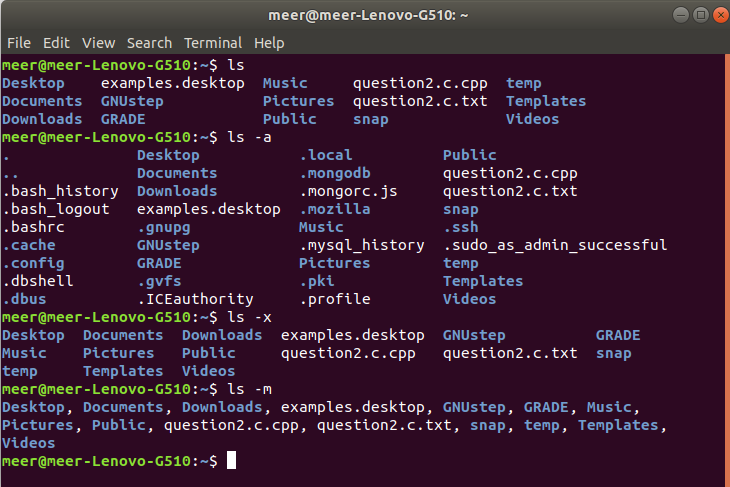 meer@meer-Lenovo-G510: ~
File Edit View Search Terminal Help
meer@meer-Lenovo-G510:~$ ls
Desktop examples.desktop Music question2.c.cpp temp
Documents GNUstep Pictures question2.c.txt Templates
Downloads GRADE Public snap Videos
meer@meer-Lenovo-G510:~$ ls -a
. Desktop .local Public
.. Documents .mongodb question2.c.cpp
.bash_history Downloads .mongorc.js question2.c.txt
.bash_logout examples.desktop .mozilla snap
.bashrc .gnupg Music .ssh
.cache GNUstep .mysql_history .sudo_as_admin_successful
.config GRADE Pictures temp
.dbshell .gvfs .pki Templates
.dbus .ICEauthority .profile Videos
meer@meer-Lenovo-G510:~$ ls -x
Desktop Documents Downloads examples.desktop GNUstep GRADE
Music Pictures Public question2.c.cpp question2.c.txt snap
temp Templates Videos
meer@meer-Lenovo-G510:~$ ls -m
Desktop, Documents, Downloads, examples.desktop, GNUstep, GRADE, Music,
Pictures, Public, question2.c.cpp, question2.c.txt, snap, temp, Templates,
Videos
meer@meer-Lenovo-G510:~$